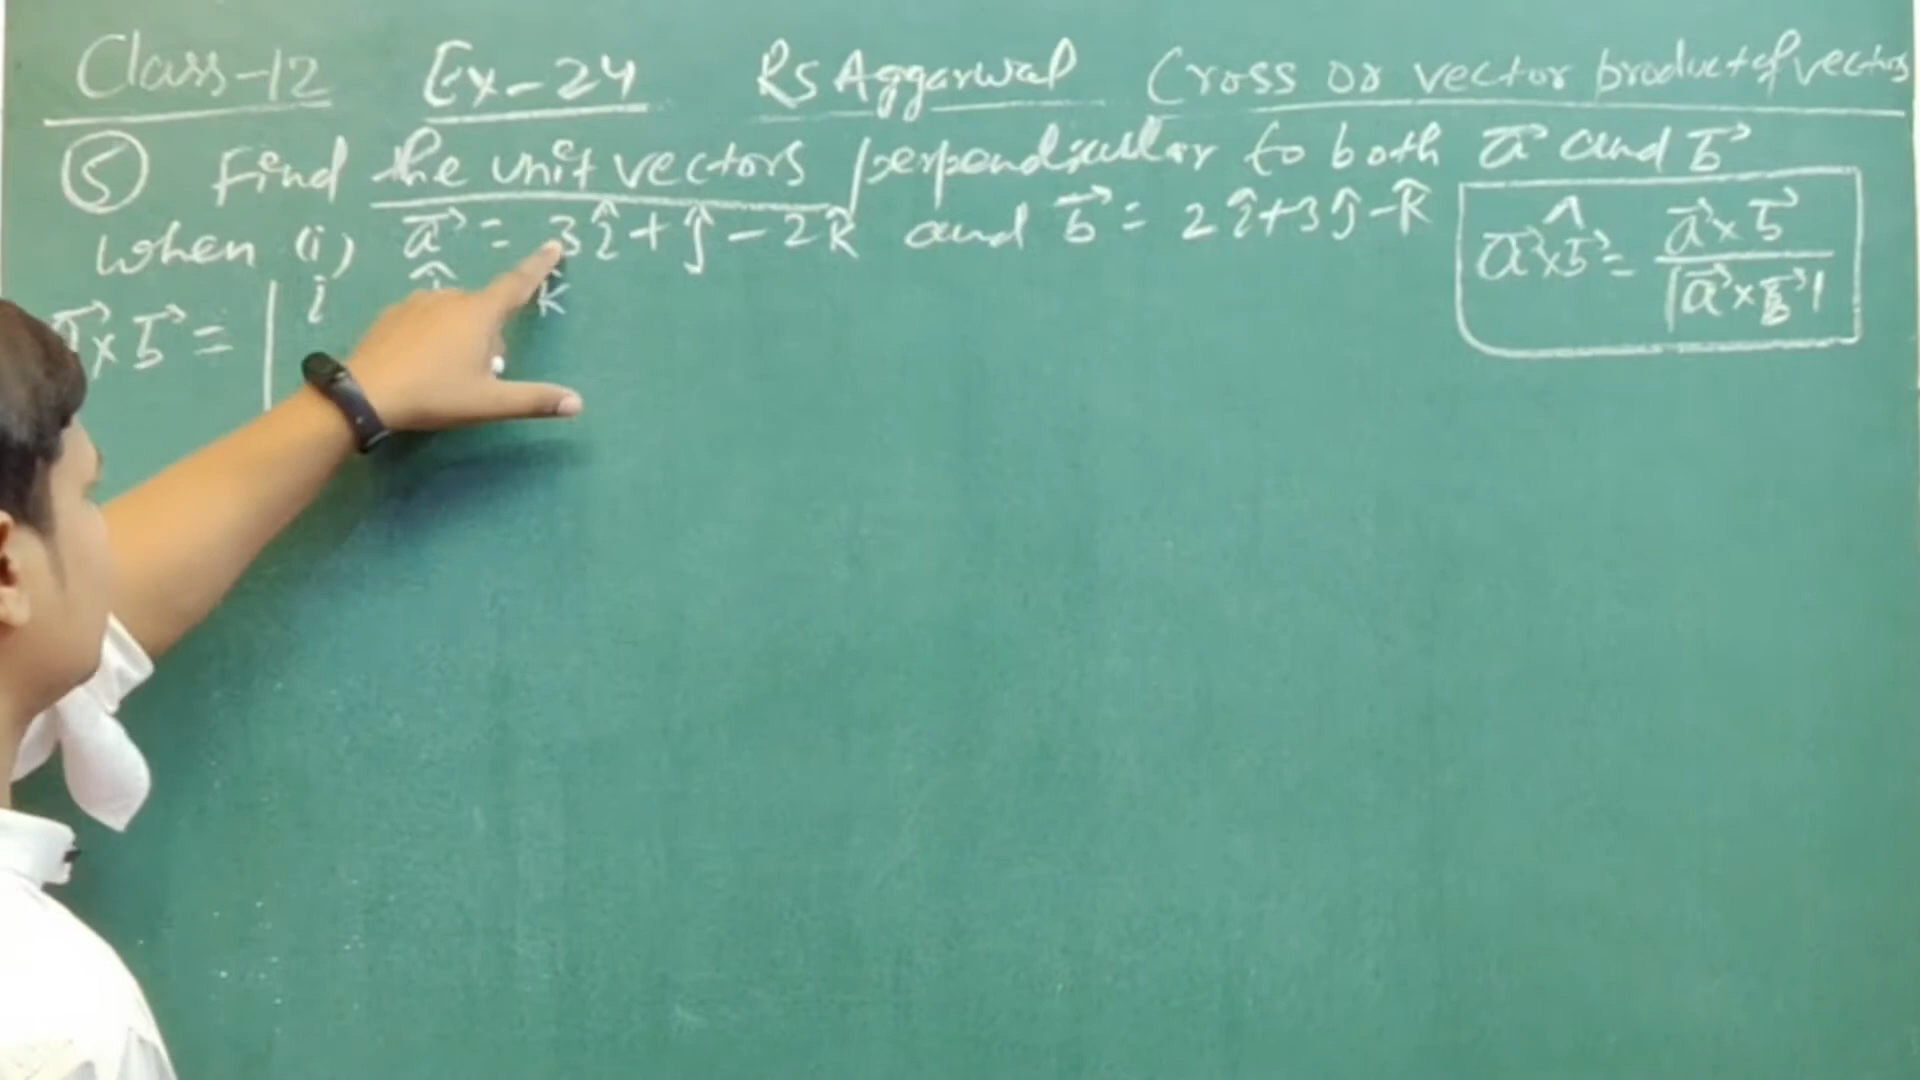 Class-12 Ex-24 RS Aggarwal Cross or vector product of vectors
(5) Find the unit vectors perpendicular to both a⃗ and b⃗
when (i) a⃗ = 3î+ĵ-2k̂ and b⃗ = 2î+3ĵ-k̂
a⃗×b⃗ = | î ĵ k̂
a⃗×b⃗^ = a⃗×b⃗ / |a⃗×b⃗|